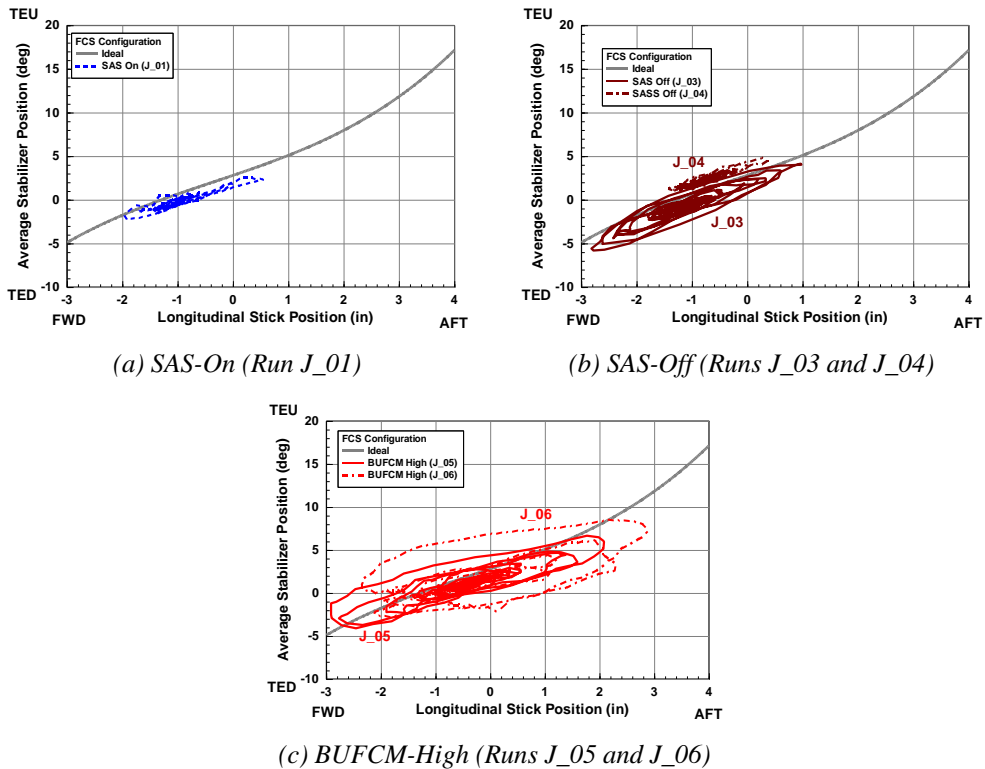 TEU
20
FCS Configuration
Ideal
SAS On (J_01)
15
10
5
0
-5
-10
Average Stabilizer Position (deg)
TED
-3 -2 -1 0 1 2 3 4
FWD Longitudinal Stick Position (in) AFT
(a) SAS-On (Run J_01)
TEU
20
FCS Configuration
Ideal
SAS Off (J_03)
SASS Off (J_04)
15
10
5
0
-5
-10
Average Stabilizer Position (deg)
J_04
J_03
TED
-3 -2 -1 0 1 2 3 4
FWD Longitudinal Stick Position (in) AFT
(b) SAS-Off (Runs J_03 and J_04)
TEU
20
FCS Configuration
Ideal
BUFCM High (J_05)
BUFCM High (J_06)
15
10
5
0
-5
-10
Average Stabilizer Position (deg)
J_06
J_05
TED
-3 -2 -1 0 1 2 3 4
FWD Longitudinal Stick Position (in) AFT
(c) BUFCM-High (Runs J_05 and J_06)